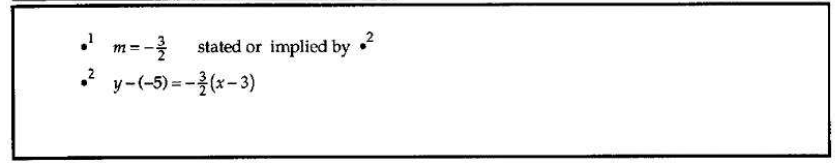 •¹ m = −3/2 stated or implied by •²
•² y − (−5) = −3/2(x − 3)